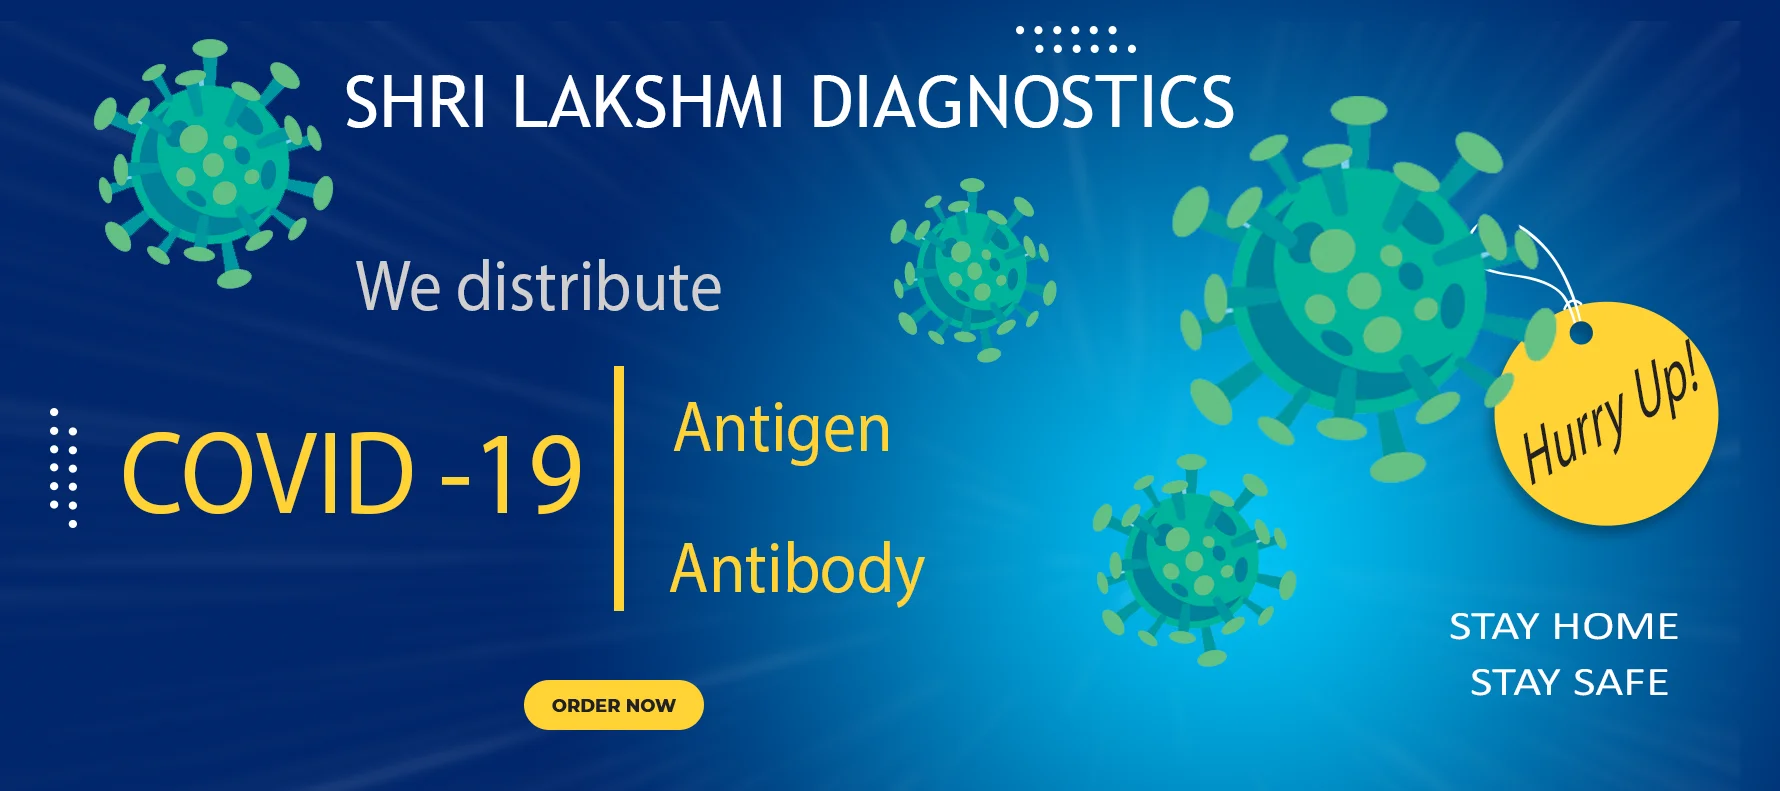 SHRI LAKSHMI DIAGNOSTICS
We distribute
COVID -19
Antigen
Antibody
Hurry Up!
ORDER NOW
STAY HOME
STAY SAFE